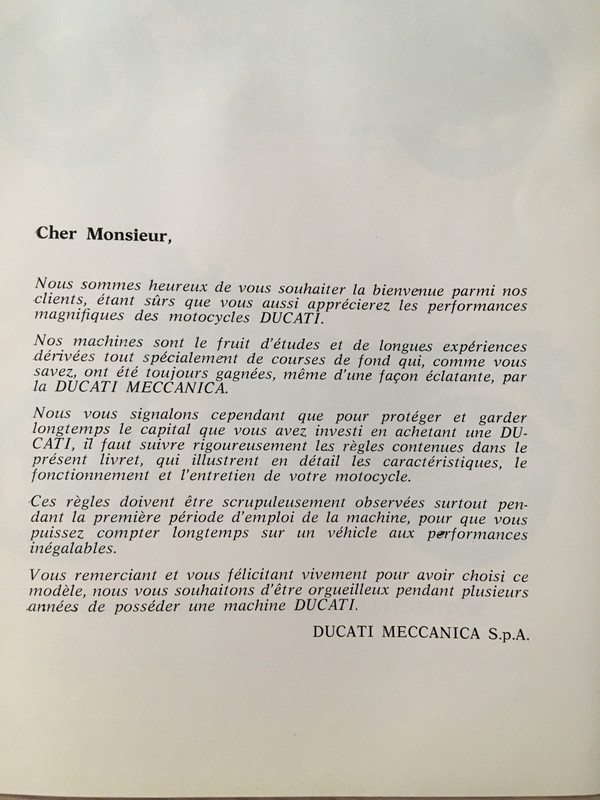 Cher Monsieur,
Nous sommes heureux de vous souhaiter la bienvenue parmi nos
clients, étant sûrs que vous aussi apprécierez les performances
magnifiques des motocycles DUCATI.
Nos machines sont le fruit d'études et de longues expériences
dérivées tout spécialement de courses de fond qui, comme vous
savez, ont été toujours gagnées, même d'une façon éclatante, par
la DUCATI MECCANICA.
Nous vous signalons cependant que pour protéger et garder
longtemps le capital que vous avez investi en achetant une DU-
CATI, il faut suivre rigoureusement les règles contenues dans le
présent livret, qui illustrent en détail les caractéristiques, le
fonctionnement et l'entretien de votre motocycle.
Ces règles doivent être scrupuleusement observées surtout pen-
dant la première période d'emploi de la machine, pour que vous
puissez compter longtemps sur un véhicule aux performances
inégalables.
Vous remerciant et vous félicitant vivement pour avoir choisi ce
modèle, nous vous souhaitons d'être orgueilleux pendant plusieurs
années de posséder une machine DUCATI.
DUCATI MECCANICA S.p.A.